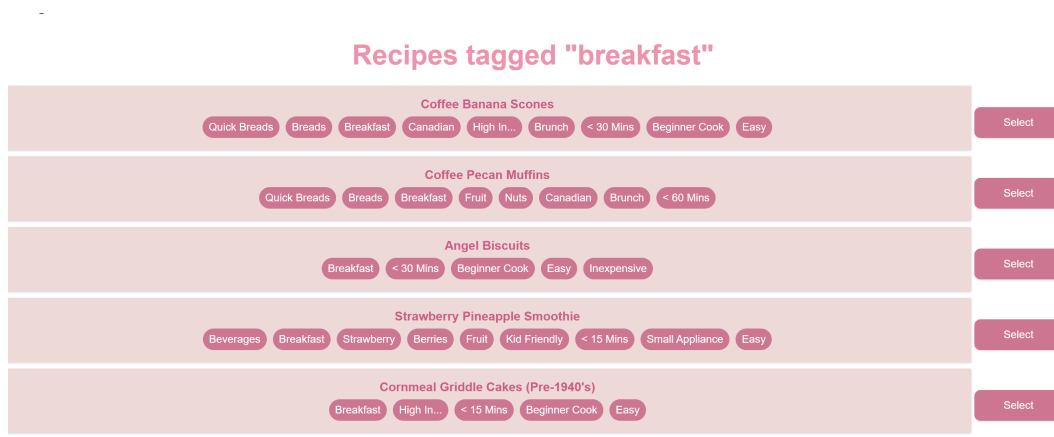 Recipes tagged "breakfast"
Coffee Banana Scones
Quick Breads Breads Breakfast Canadian High In... Brunch < 30 Mins Beginner Cook Easy
Select
Coffee Pecan Muffins
Quick Breads Breads Breakfast Fruit Nuts Canadian Brunch < 60 Mins
Select
Angel Biscuits
Breakfast < 30 Mins Beginner Cook Easy Inexpensive
Select
Strawberry Pineapple Smoothie
Beverages Breakfast Strawberry Berries Fruit Kid Friendly < 15 Mins Small Appliance Easy
Select
Cornmeal Griddle Cakes (Pre-1940's)
Breakfast High In... < 15 Mins Beginner Cook Easy
Select